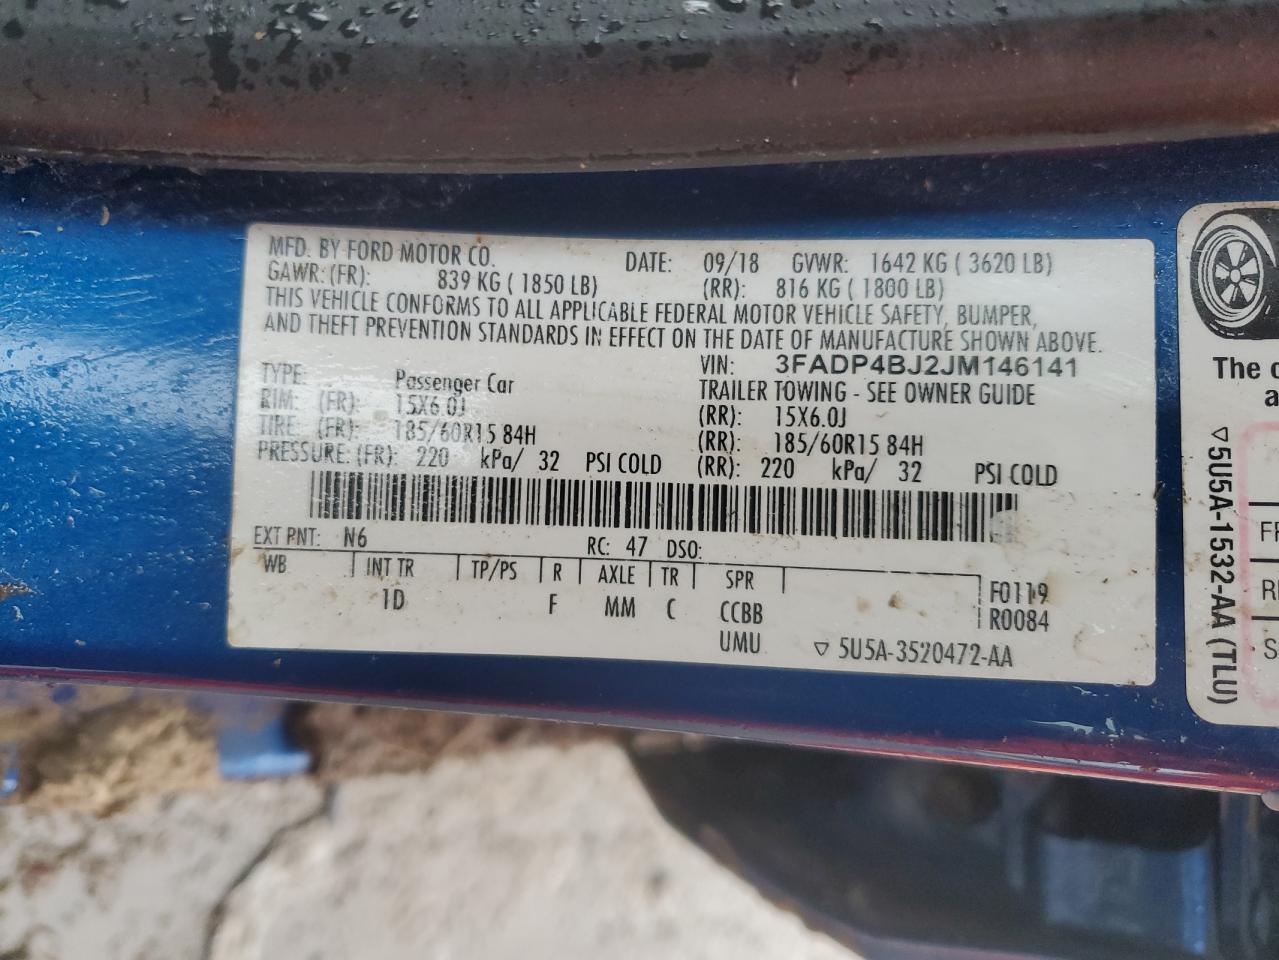 MFD. BY FORD MOTOR CO. DATE: 09/18 GVWR: 1642 KG ( 3620 LB)
GAWR: (FR): 839 KG ( 1850 LB) (RR): 816 KG ( 1800 LB)
THIS VEHICLE CONFORMS TO ALL APPLICABLE FEDERAL MOTOR VEHICLE SAFETY, BUMPER,
AND THEFT PREVENTION STANDARDS IN EFFECT ON THE DATE OF MANUFACTURE SHOWN ABOVE.
VIN: 3FADP4BJ2JM146141
TYPE: Passenger Car TRAILER TOWING - SEE OWNER GUIDE
RIM: (FR): 15X6.0J (RR): 15X6.0J
TIRE: (FR): 185/60R15 84H (RR): 185/60R15 84H
PRESSURE: (FR): 220 kPa/ 32 PSI COLD (RR): 220 kPa/ 32 PSI COLD
EXT PNT: N6 RC: 47 DSO:
WB INT TR TP/PS R AXLE TR SPR F0119
1D F MM C CCBB R0084
UMU ▽ 5U5A-3520472-AA
The
▽ 5U5A-1532-AA (TLU)